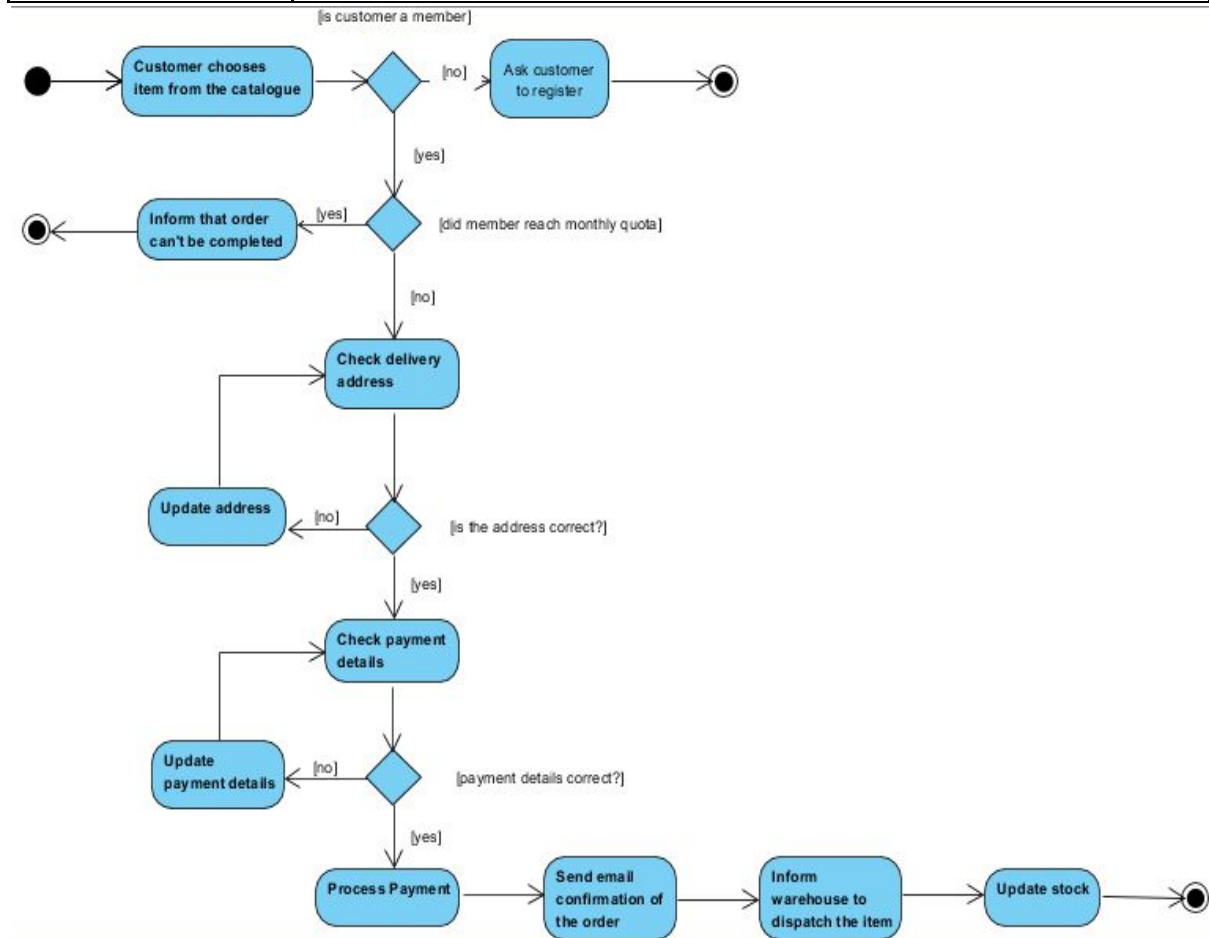 [is customer a member]
Customer chooses
item from the catalogue
[no]
Ask customer
to register
[yes]
Inform that order
can't be completed
[yes]
[did member reach monthly quota]
[no]
Check delivery
address
Update address
[no]
[is the address correct?]
[yes]
Check payment
details
Update
payment details
[no]
[payment details correct?]
[yes]
Process Payment
Send email
confirmation of
the order
Inform
warehouse to
dispatch the item
Update stock